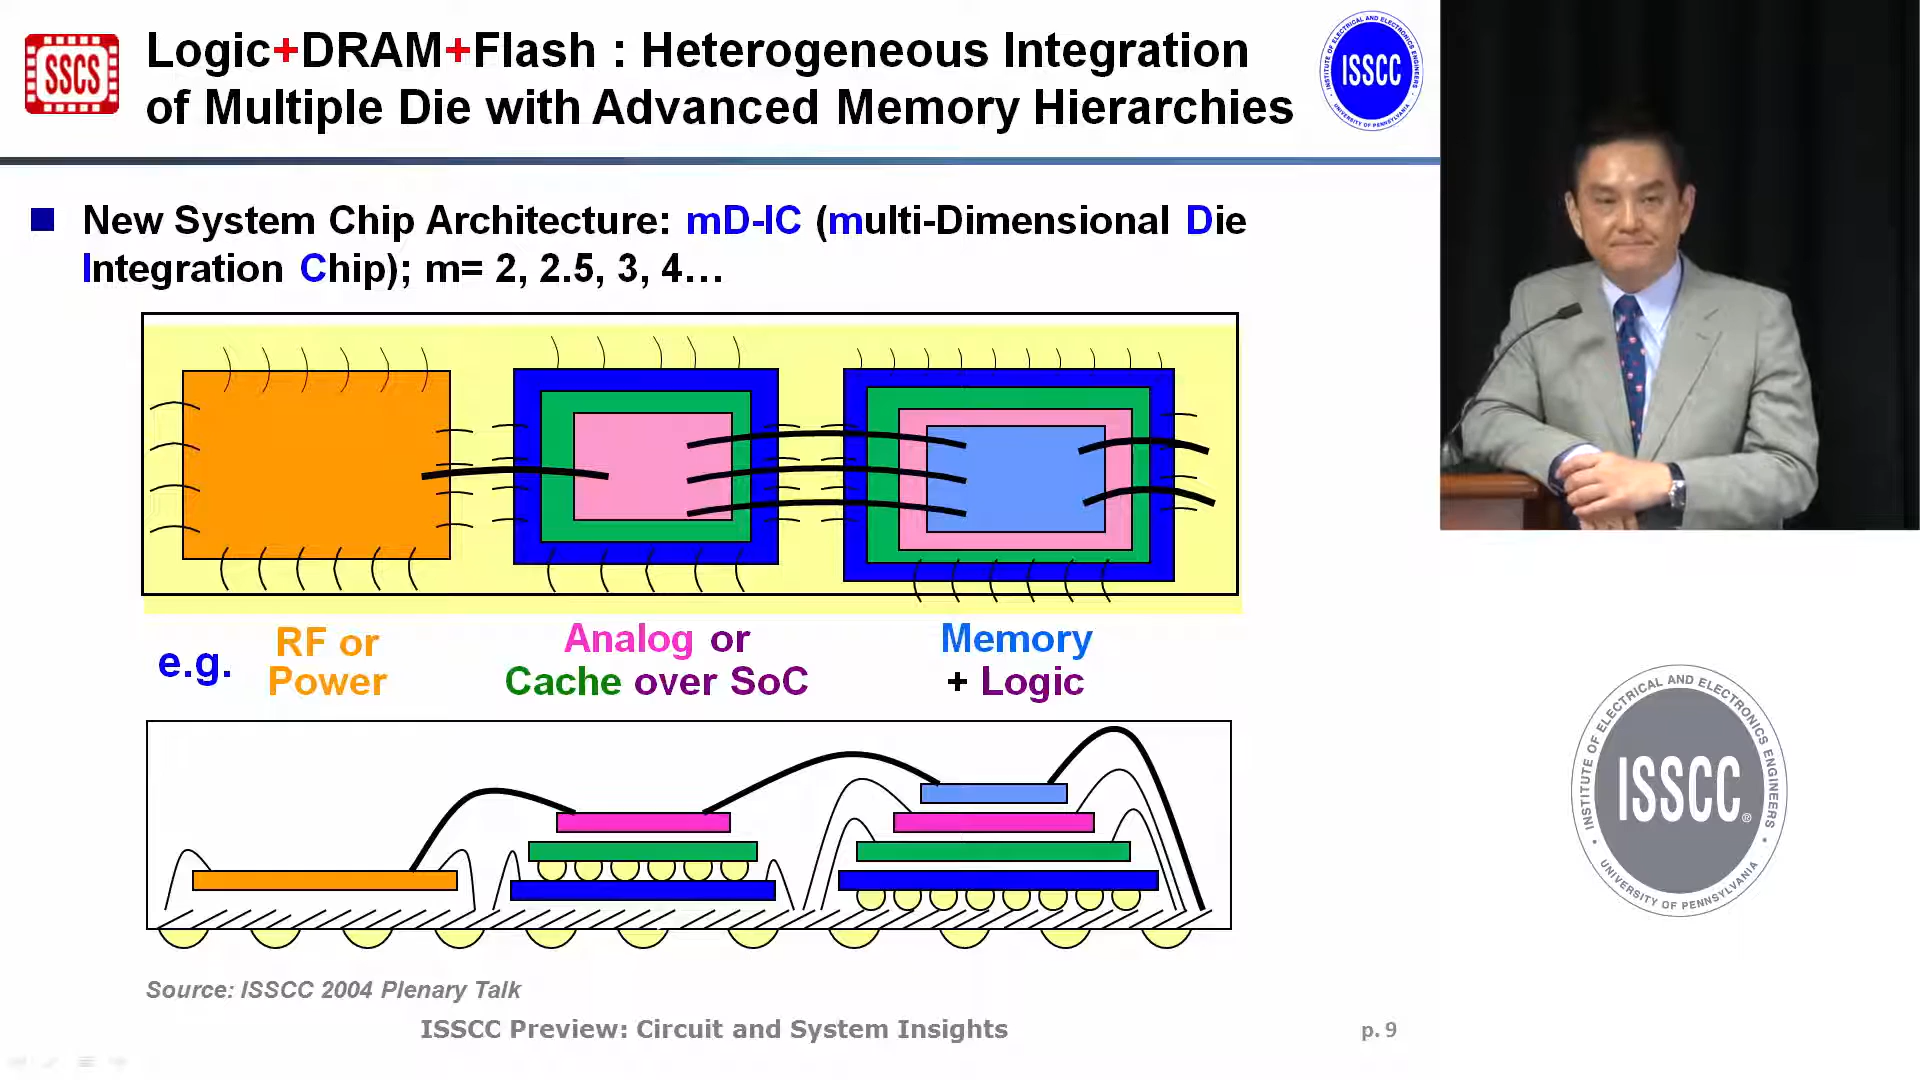 SSCS
Logic+DRAM+Flash : Heterogeneous Integration
of Multiple Die with Advanced Memory Hierarchies
INSTITUTE OF ELECTRICAL AND ELECTRONICS ENGINEERS
ISSCC
UNIVERSITY OF PENNSYLVANIA
New System Chip Architecture: mD-IC (multi-Dimensional Die
Integration Chip); m= 2, 2.5, 3, 4…
e.g.
RF or
Power
Analog or
Cache over SoC
Memory
+ Logic
Source: ISSCC 2004 Plenary Talk
ISSCC Preview: Circuit and System Insights
p. 9
INSTITUTE OF ELECTRICAL AND ELECTRONICS ENGINEERS
ISSCC®
UNIVERSITY OF PENNSYLVANIA